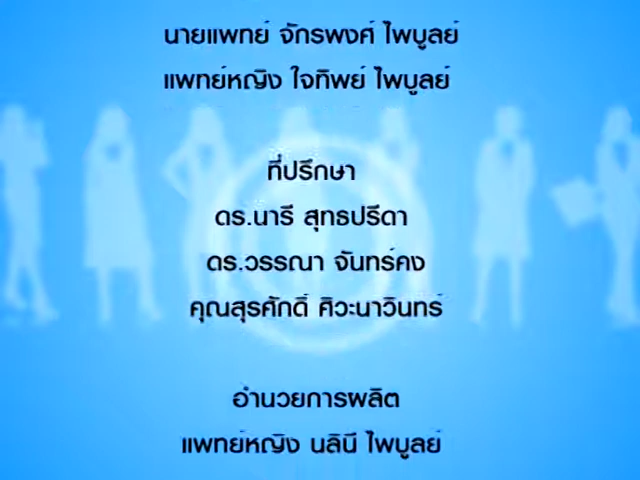 นายแพทย์ จักรพงศ์ ไพบูลย์
แพทย์หญิง ใจทิพย์ ไพบูลย์
ที่ปรึกษา
ดร.นารี สุทธปรีดา
ดร.วรรณา จันทร์คง
คุณสุรศักดิ์ ศิวะนาวินทร์
อำนวยการผลิต
แพทย์หญิง นลินี ไพบูลย์